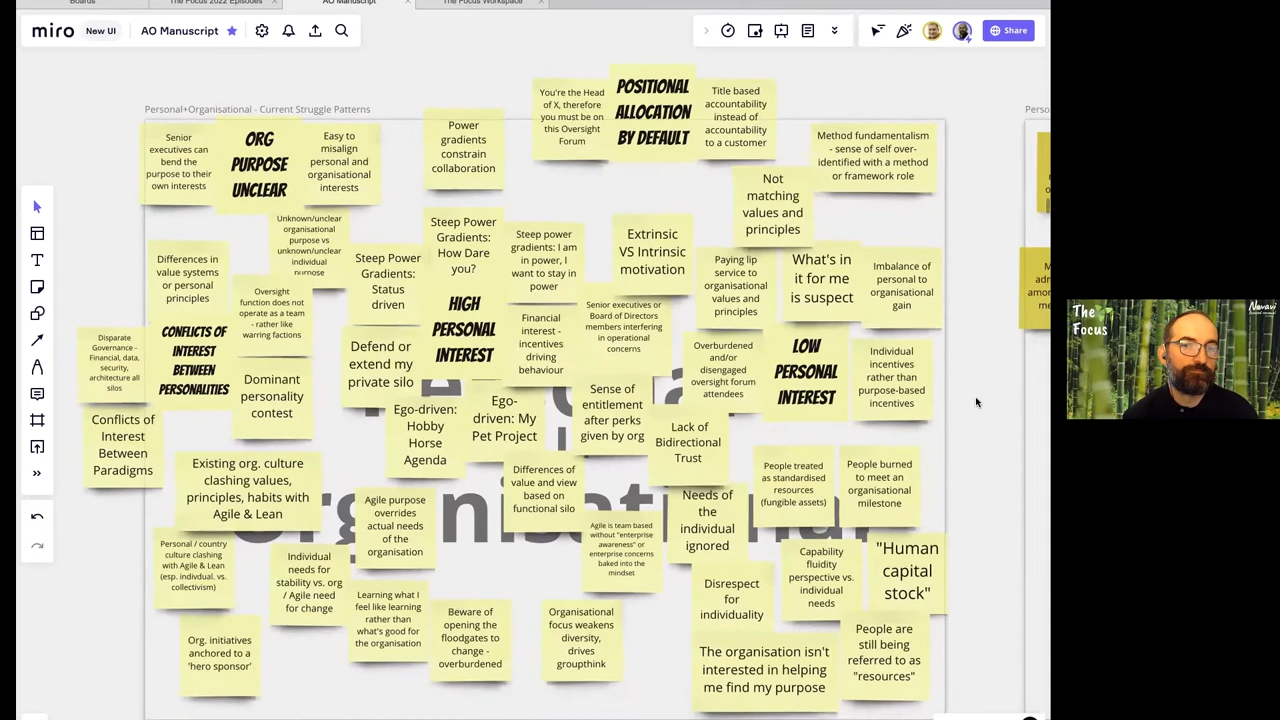 Boards
The Focus 2022 Episodes
AO Manuscript
The Focus Workspace
miro
New UI
AO Manuscript
Share
Personal+Organisational - Current Struggle Patterns
Perso
Senior
executives can
bend the
purpose to their
own interests
ORG
PURPOSE
UNCLEAR
Easy to
misalign
personal and
organisational
interests
Power
gradients
constrain
collaboration
You're the Head
of X, therefore
you must be on
this Oversight
Forum
POSITIONAL
ALLOCATION
BY DEFAULT
Title based
accountability
instead of
accountability
to a customer
Method fundamentalism
- sense of self over-
identified with a method
or framework role
Not
matching
values and
principles
Unknown/unclear
organisational
purpose vs
unknown/unclear
individual
purpose
Differences in
value systems
or personal
principles
Steep Power
Gradients:
Status
driven
Steep Power
Gradients:
How Dare
you?
Steep power
gradients: I am
in power, I
want to stay in
power
Extrinsic
VS Intrinsic
motivation
Paying lip
service to
organisational
values and
principles
What's in
it for me
is suspect
Imbalance of
personal to
organisational
gain
Oversight
function does not
operate as a team
- rather like
warring factions
HIGH
PERSONAL
INTEREST
Financial
interest -
incentives
driving
behaviour
Senior executives or
Board of Directors
members interfering
in operational
concerns
Disparate
Governance -
Financial, data,
security,
architecture all
silos
CONFLICTS OF
INTEREST
BETWEEN
PERSONALITIES
Defend or
extend my
private silo
Overburdened
and/or
disengaged
oversight forum
attendees
LOW
PERSONAL
INTEREST
Individual
incentives
rather than
purpose-based
incentives
Dominant
personality
contest
Conflicts of
Interest
Between
Paradigms
Ego-driven:
Hobby
Horse
Agenda
Ego-
driven: My
Pet Project
Sense of
entitlement
after perks
given by org
Lack of
Bidirectional
Trust
Existing org. culture
clashing values,
principles, habits with
Agile & Lean
Differences of
value and view
based on
functional silo
People treated
as standardised
resources
(fungible assets)
People burned
to meet an
organisational
milestone
Agile purpose
overrides
actual needs
of the
organisation
Needs of
the
individual
ignored
Agile is team based
without "enterprise
awareness" or
enterprise concerns
baked into the
mindset
Personal / country
culture clashing
with Agile & Lean
(esp. indivdual. vs.
collectivism)
Individual
needs for
stability vs. org
/ Agile need
for change
Capability
fluidity
perspective vs.
individual
needs
"Human
capital
stock"
Disrespect
for
individuality
Learning what I
feel like learning
rather than
what's good for
the organisation
Beware of
opening the
floodgates to
change -
overburdened
Organisational
focus weakens
diversity,
drives
groupthink
Org. initiatives
anchored to a
'hero sponsor'
The organisation isn't
interested in helping
me find my purpose
People are
still being
referred to as
"resources"
The
Focus